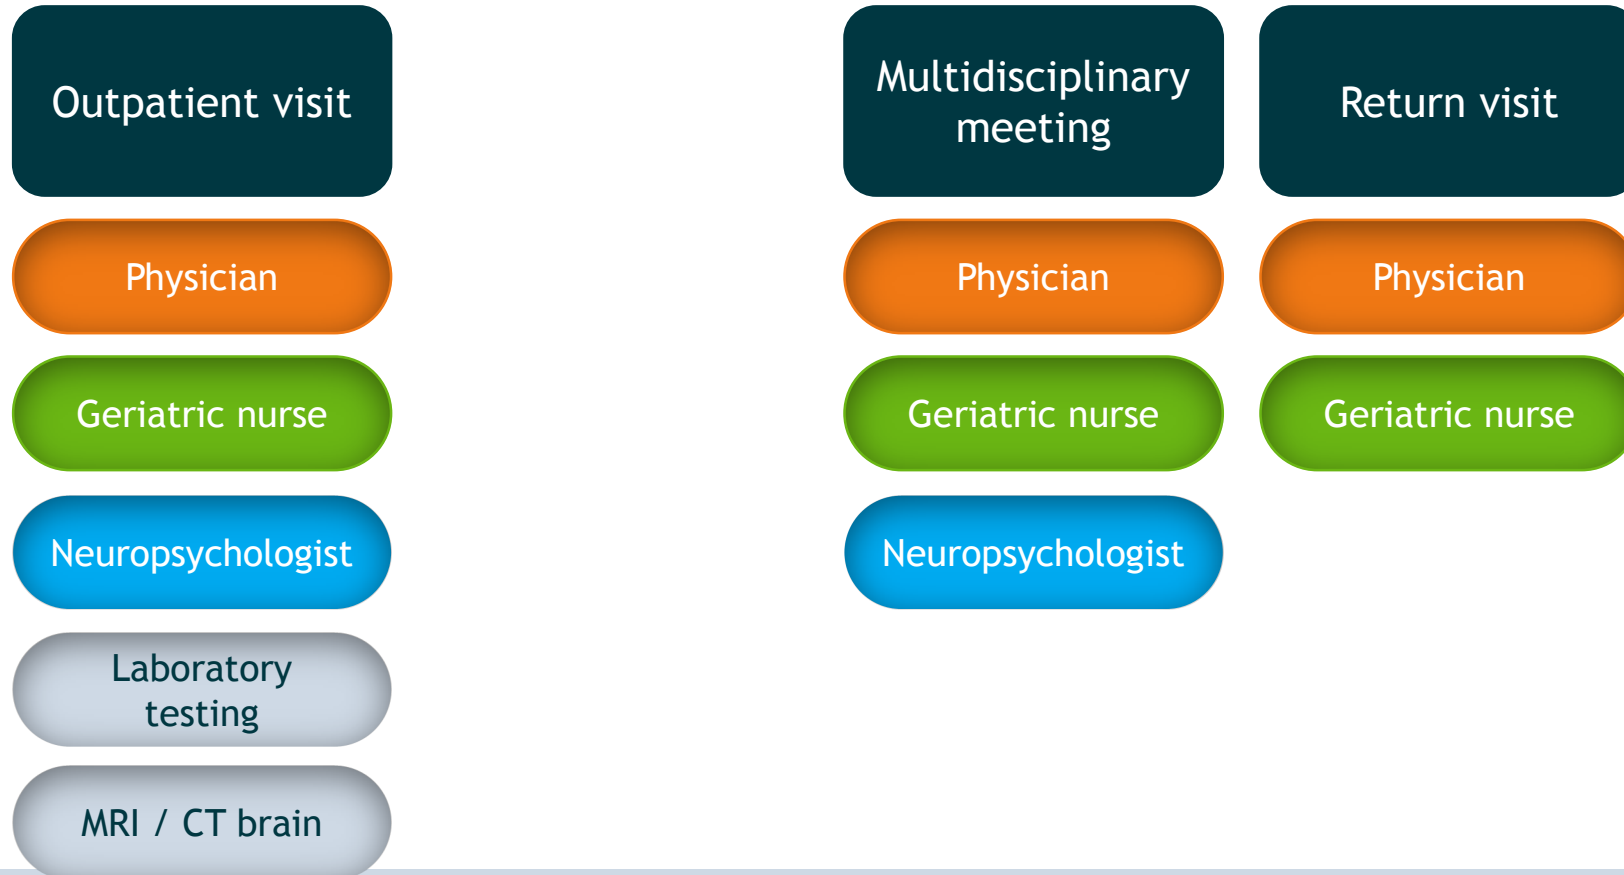 Outpatient visit
Physician
Geriatric nurse
Neuropsychologist
Laboratory
testing
MRI / CT brain
Multidisciplinary
meeting
Physician
Geriatric nurse
Neuropsychologist
Return visit
Physician
Geriatric nurse